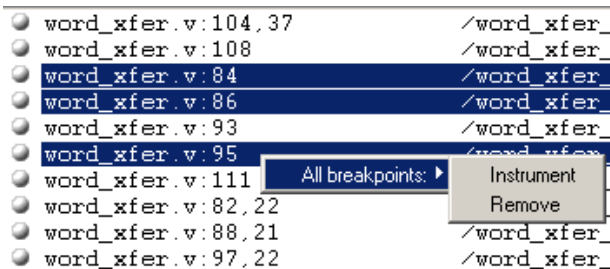 word_xfer.v:104,37 /word_xfer_
word_xfer.v:108 /word_xfer_
word_xfer.v:84 /word_xfer_
word_xfer.v:86 /word_xfer_
word_xfer.v:93 /word_xfer_
word_xfer.v:95 /word_xfer_
word_xfer.v:111 All breakpoints: Instrument
word_xfer.v:82,22 Remove
word_xfer.v:88,21 /word_xfer_
word_xfer.v:97,22 /word_xfer_